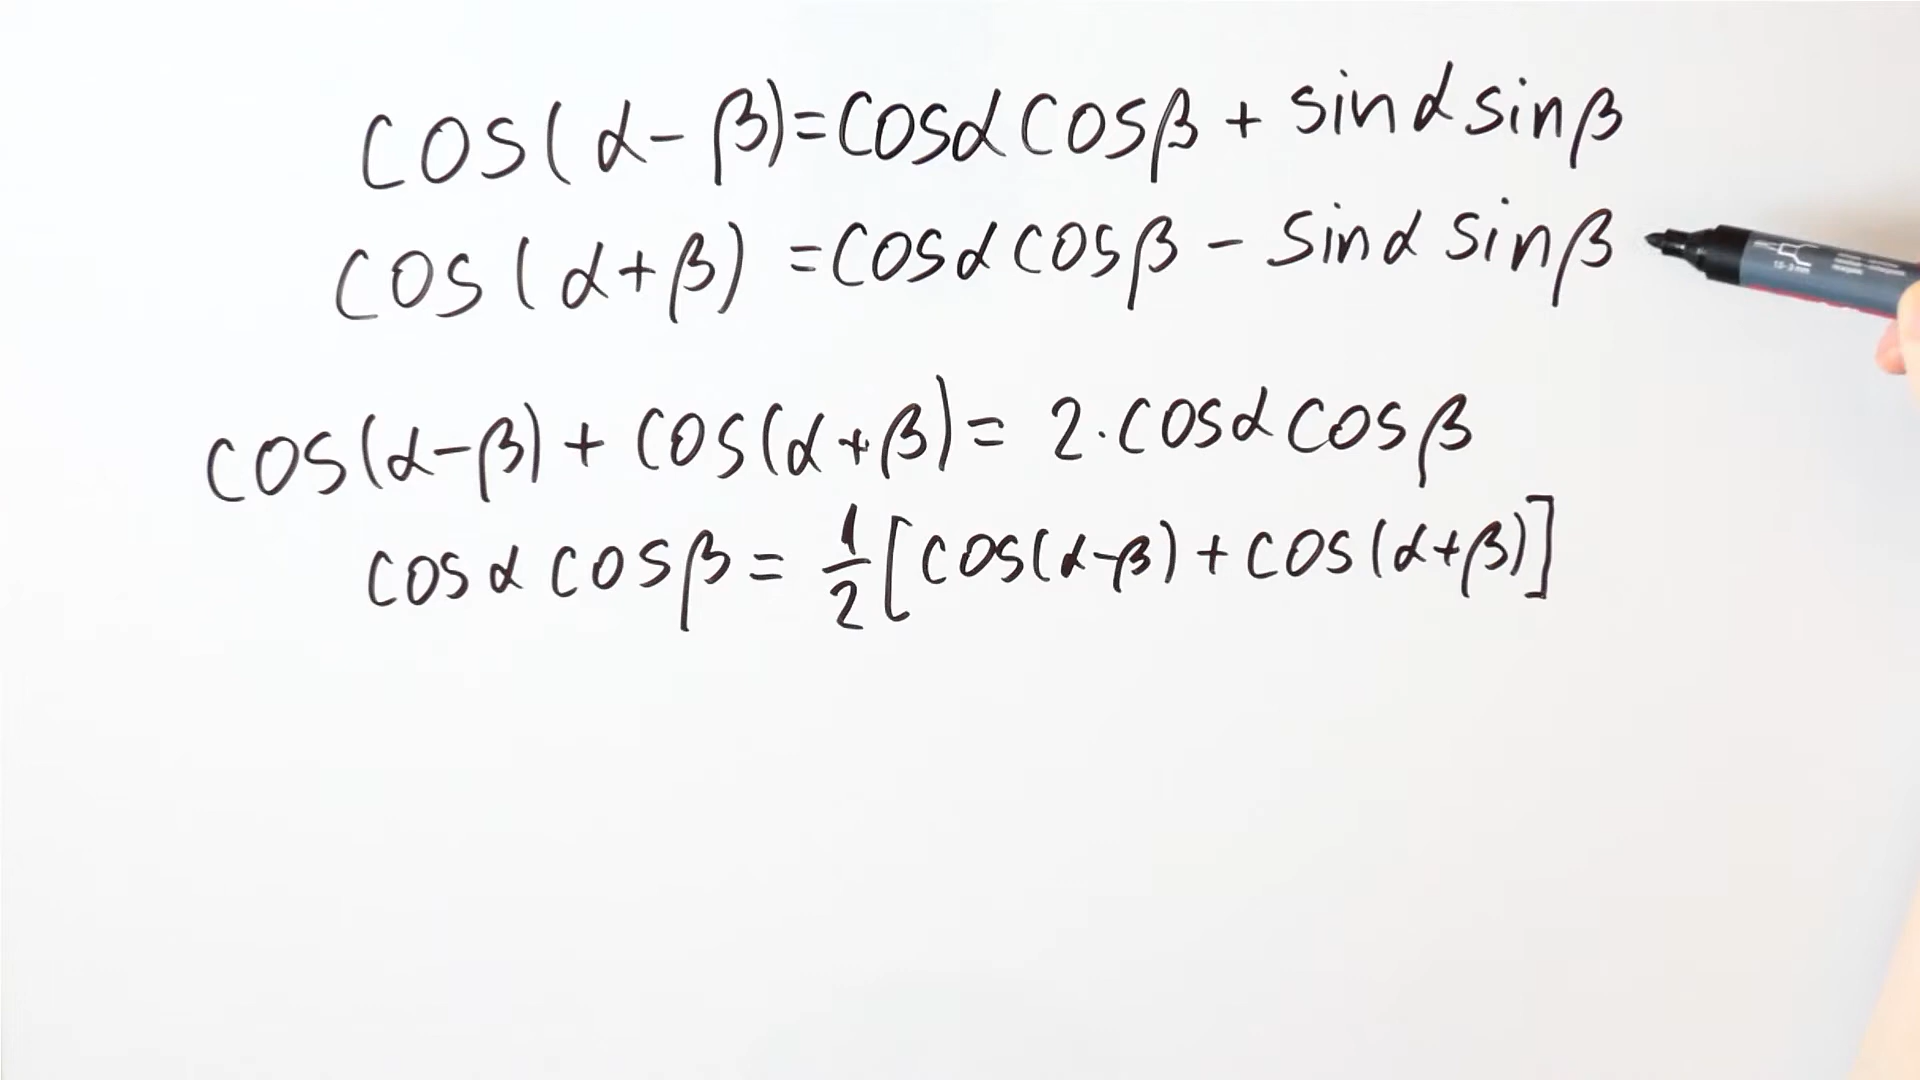 cos(α-β)=cosα cosβ + sinα sinβ
cos(α+β) =cosα cosβ - sinα sinβ
cos(α-β) + cos(α+β)= 2·cosα cosβ
cosα cosβ = 1/2 [cos(α-β) + cos(α+β)]